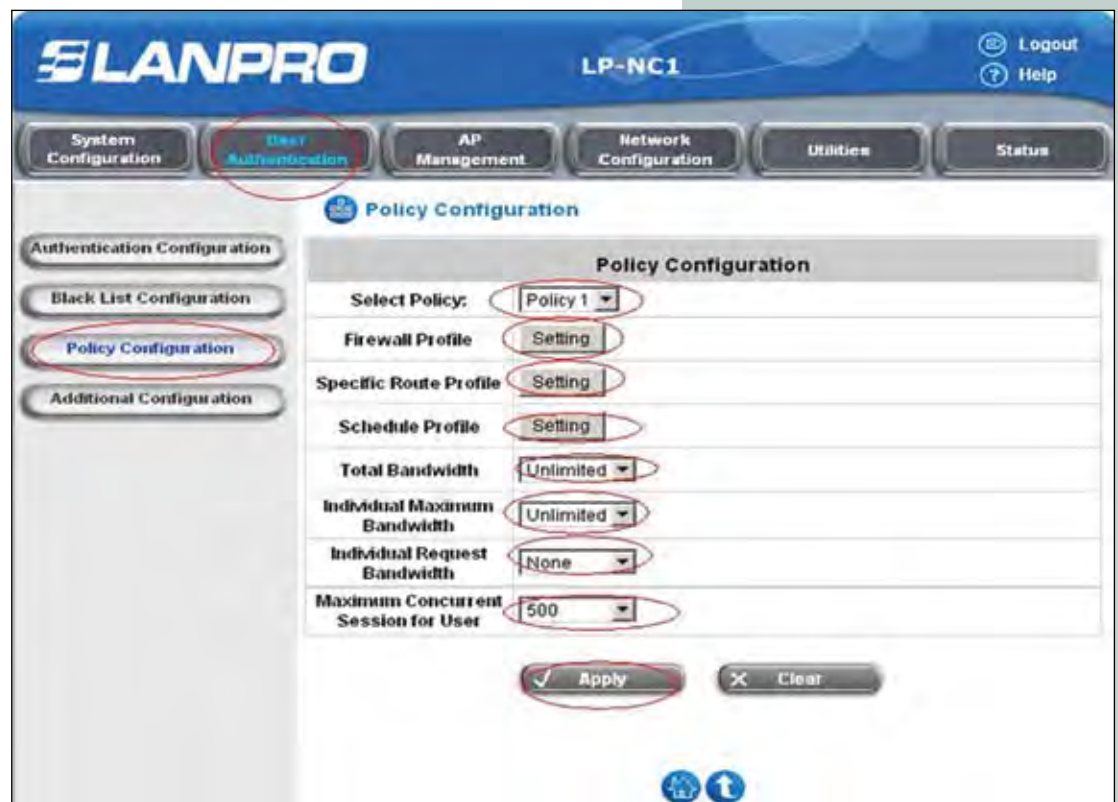 LANPRO
LP-NC1
Logout
Help
System Configuration
User Authentication
AP Management
Network Configuration
Utilities
Status
Policy Configuration
Authentication Configuration
Black List Configuration
Policy Configuration
Additional Configuration
Policy Configuration
Select Policy: Policy 1
Firewall Profile Setting
Specific Route Profile Setting
Schedule Profile Setting
Total Bandwidth Unlimited
Individual Maximum Bandwidth Unlimited
Individual Request Bandwidth None
Maximum Concurrent Session for User 500
Apply
Clear